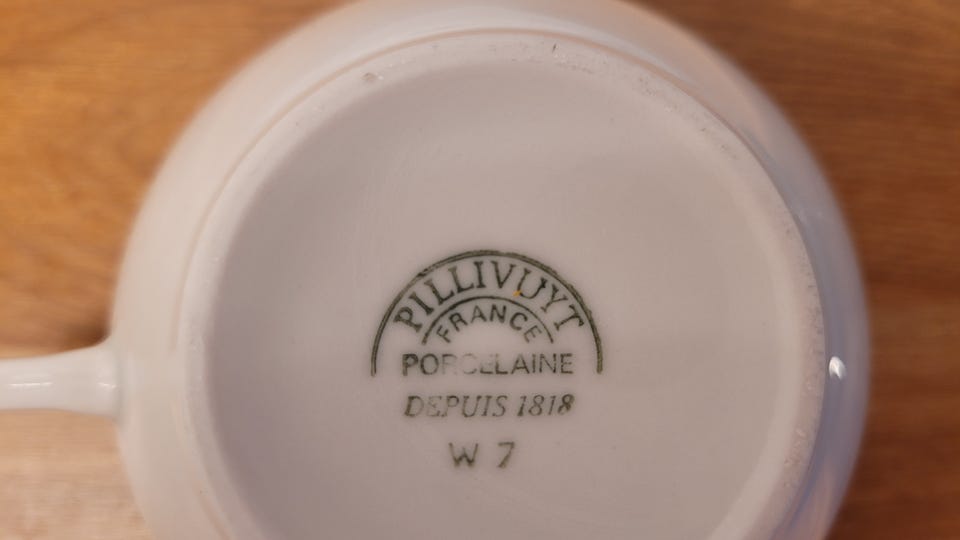 PILLIVUYT
FRANCE
PORCELAINE
DEPUIS 1818
W 7